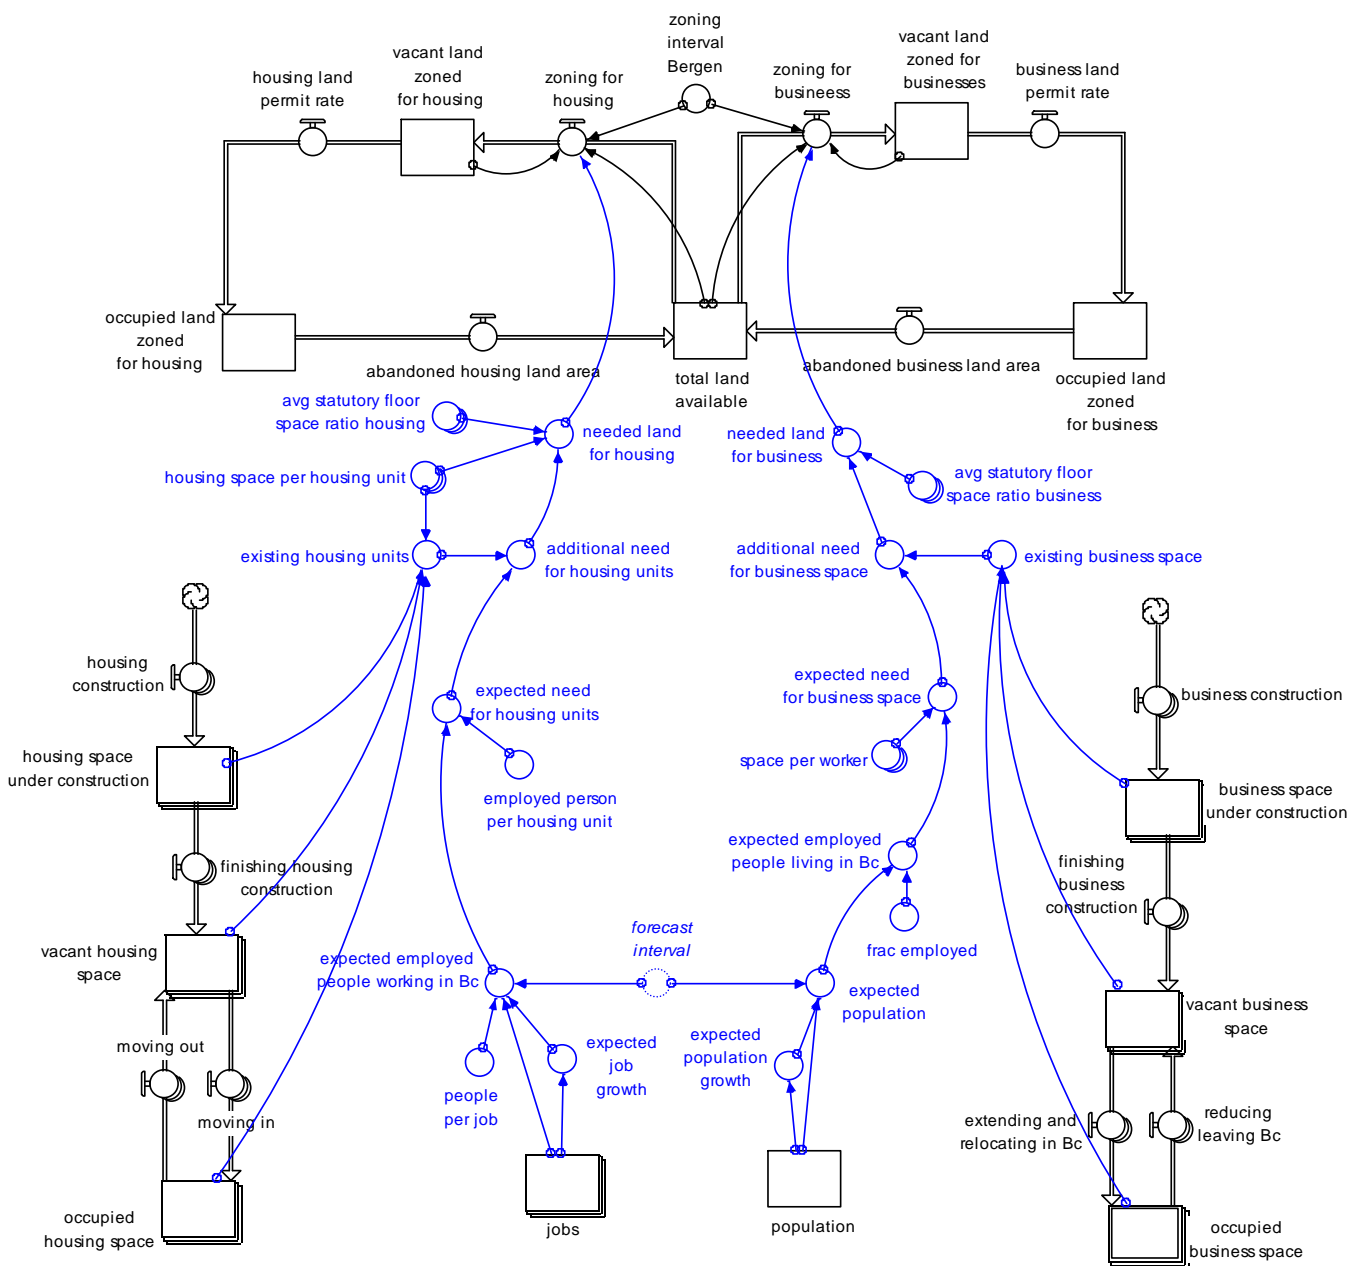 zoning
interval
Bergen
vacant land
zoned
for housing
vacant land
zoned for
businesses
housing land
permit rate
zoning for
housing
zoning for
busineess
business land
permit rate
occupied land
zoned
for housing
abandoned housing land area
total land
available
abandoned business land area
occupied land
zoned
for business
avg statutory floor
space ratio housing
needed land
for housing
needed land
for business
housing space per housing unit
avg statutory floor
space ratio business
existing housing units
additional need
for housing units
additional need
for business space
existing business space
housing
construction
expected need
for housing units
expected need
for business space
business construction
housing space
under construction
employed person
per housing unit
space per worker
business space
under construction
finishing housing
construction
expected employed
people living in Bc
finishing
business
construction
vacant housing
space
expected employed
people working in Bc
forecast
interval
frac employed
expected
population
vacant business
space
moving out
moving in
people
per job
expected
job
growth
expected
population
growth
extending and
relocating in Bc
reducing
leaving Bc
occupied
housing space
jobs
population
occupied
business space